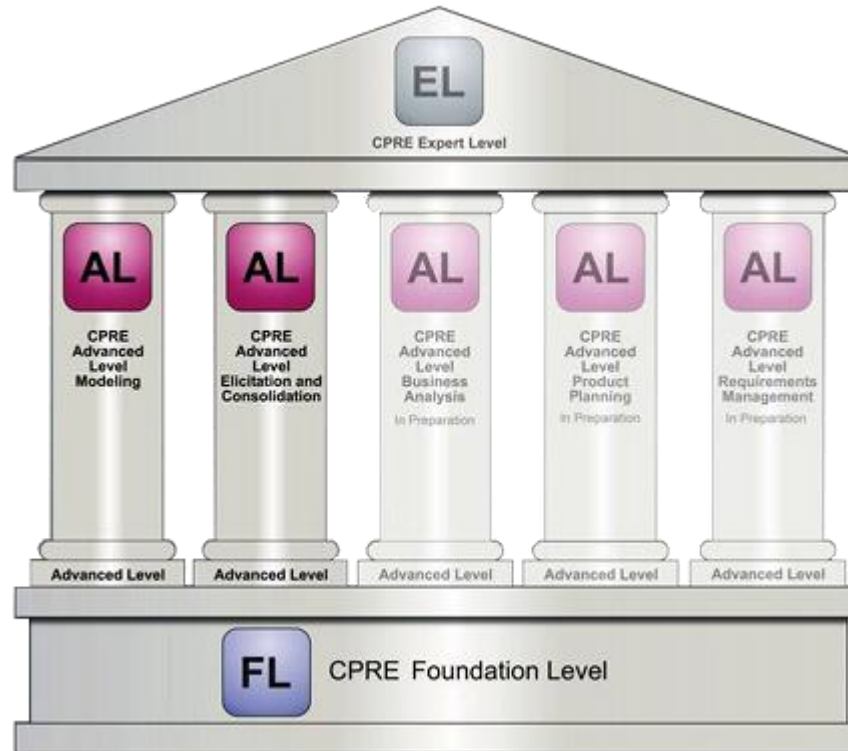 EL
CPRE Expert Level
AL
CPRE
Advanced
Level
Modeling
AL
CPRE
Advanced
Level
Elicitation and
Consolidation
AL
CPRE
Advanced
Level
Business
Analysis
In Preparation
AL
CPRE
Advanced
Level
Product
Planning
In Preparation
AL
CPRE
Advanced
Level
Requirements
Management
In Preparation
Advanced Level
Advanced Level
Advanced Level
Advanced Level
Advanced Level
FL
CPRE Foundation Level